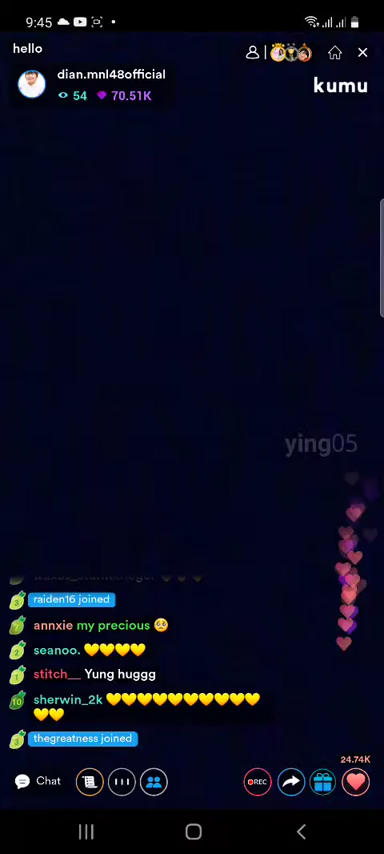 9:45
hello
dian.mnl48official
54 70.51K
kumu
ying05
raiden16 joined
annxie my precious 🥺
seanoo. 💛💛💛💛
stitch__ Yung huggg
sherwin_2k 💛💛💛💛💛💛💛💛💛💛💛
💛💛
thegreatness joined
24.74K
Chat
REC